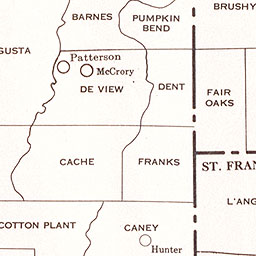 BARNES
PUMPKIN
BEND
BRUSHY
GUSTA
Patterson
McCrory
DE VIEW
DENT
FAIR
OAKS
CACHE
FRANKS
ST. FRAN
L'ANG
COTTON PLANT
CANEY
Hunter